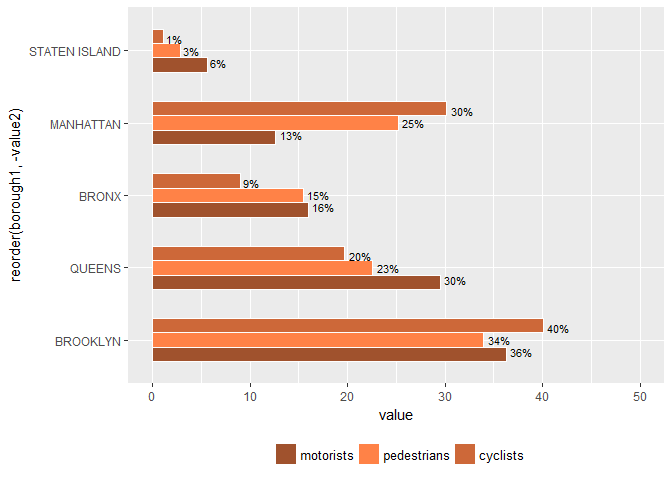 STATEN ISLAND
1%
3%
6%
MANHATTAN
30%
25%
13%
BRONX
9%
15%
16%
QUEENS
20%
23%
30%
BROOKLYN
40%
34%
36%
reorder(borough1, -value2)
0 10 20 30 40 50
value
motorists pedestrians cyclists